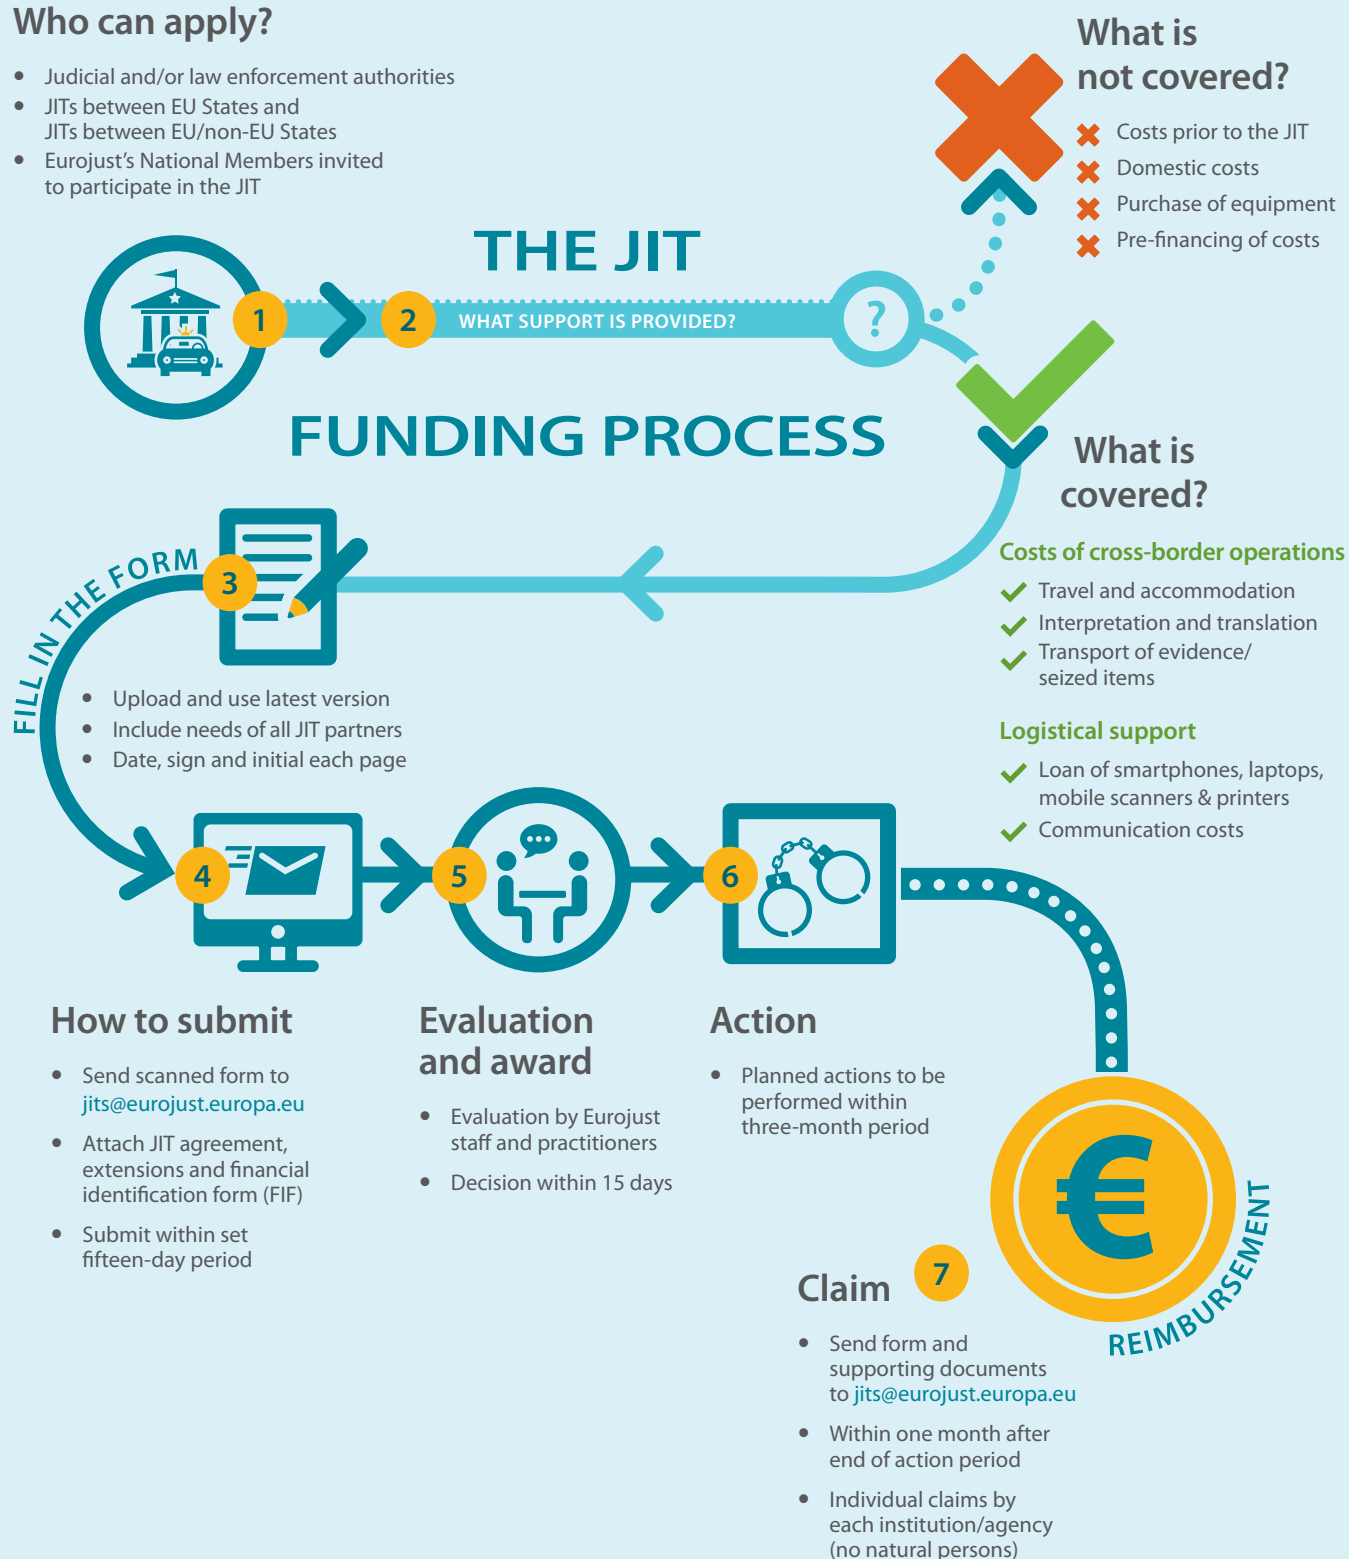 Who can apply?
• Judicial and/or law enforcement authorities
• JITs between EU States and
JITs between EU/non-EU States
• Eurojust's National Members invited
to participate in the JIT
What is
not covered?
Costs prior to the JIT
Domestic costs
Purchase of equipment
Pre-financing of costs
THE JIT
1
2
WHAT SUPPORT IS PROVIDED?
?
FUNDING PROCESS
What is
covered?
Costs of cross-border operations
Travel and accommodation
Interpretation and translation
Transport of evidence/
seized items
Logistical support
Loan of smartphones, laptops,
mobile scanners & printers
Communication costs
FILL IN THE FORM
3
• Upload and use latest version
• Include needs of all JIT partners
• Date, sign and initial each page
4
5
6
How to submit
• Send scanned form to
jits@eurojust.europa.eu
• Attach JIT agreement,
extensions and financial
identification form (FIF)
• Submit within set
fifteen-day period
Evaluation
and award
• Evaluation by Eurojust
staff and practitioners
• Decision within 15 days
Action
• Planned actions to be
performed within
three-month period
€
REIMBURSEMENT
Claim
7
• Send form and
supporting documents
to jits@eurojust.europa.eu
• Within one month after
end of action period
• Individual claims by
each institution/agency
(no natural persons)